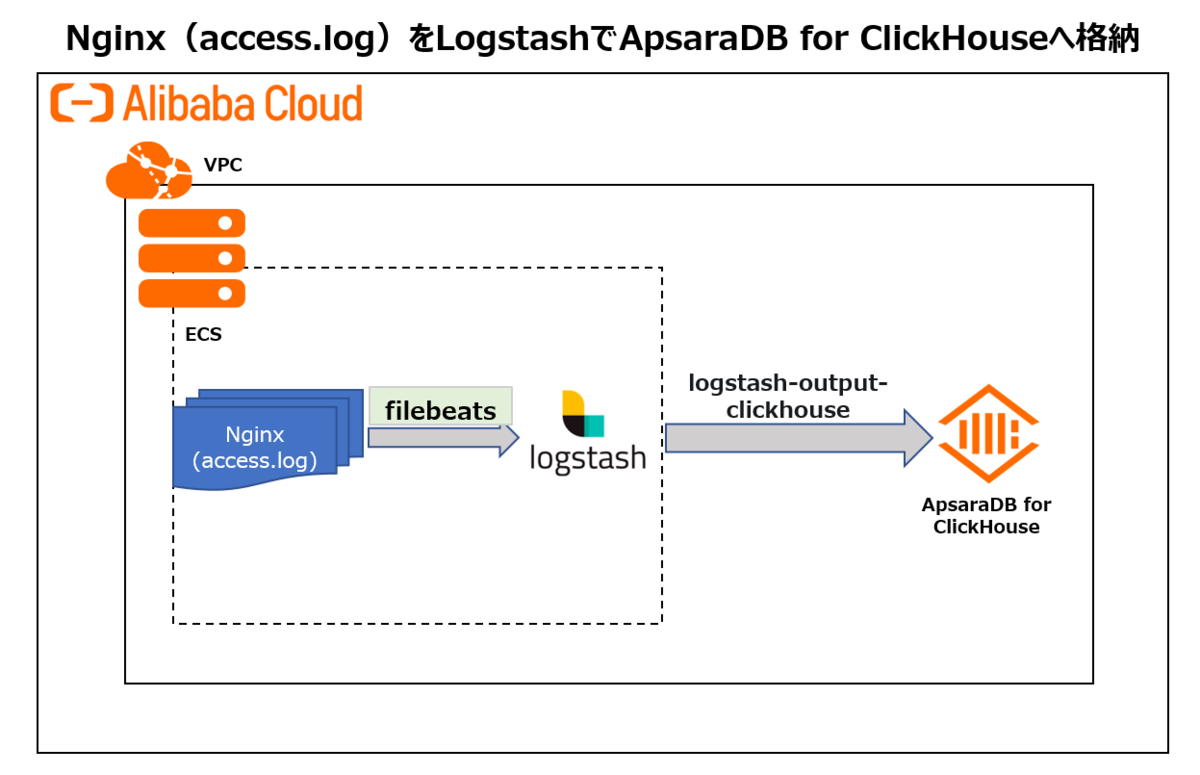 Nginx（access.log）をLogstashでApsaraDB for ClickHouseへ格納
Alibaba Cloud
VPC
ECS
Nginx
(access.log)
filebeats
logstash
logstash-output-
clickhouse
ApsaraDB for
ClickHouse